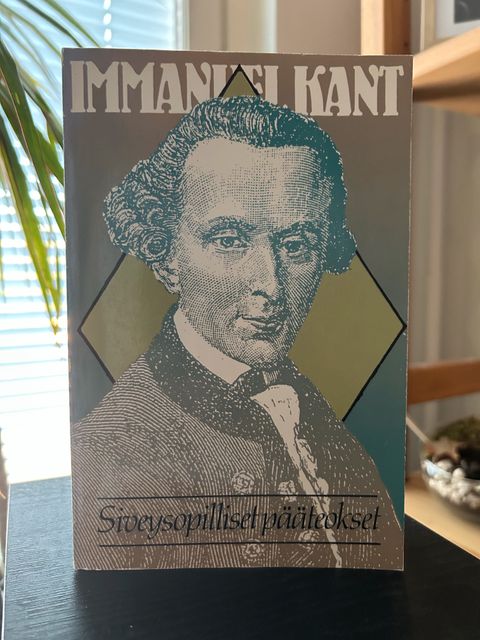 IMMANUEL KANT
Siveysopilliset pääteokset